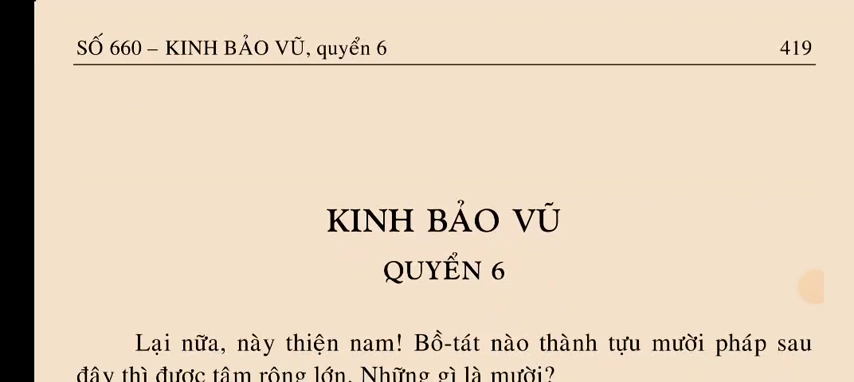 SỐ 660 – KINH BẢO VŨ, quyển 6 419
KINH BẢO VŨ
QUYỂN 6
Lại nữa, này thiện nam! Bồ-tát nào thành tựu mười pháp sau
đây thì được tâm rộng lớn. Những gì là mười?